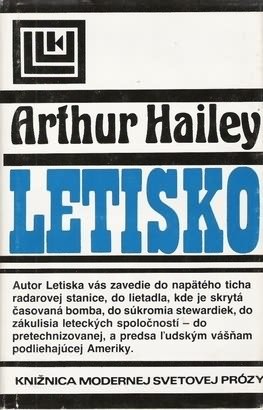 Arthur Hailey
LETISKO
Autor Letiska vás zavedie do napätého ticha
radarovej stanice, do lietadla, kde je skrytá
časovaná bomba, do súkromia stewardiek, do
zákulisia leteckých spoločností – do
pretechnizovanej, a predsa ľudským vášňam
podliehajúcej Ameriky.
KNIŽNICA MODERNEJ SVETOVEJ PRÓZY